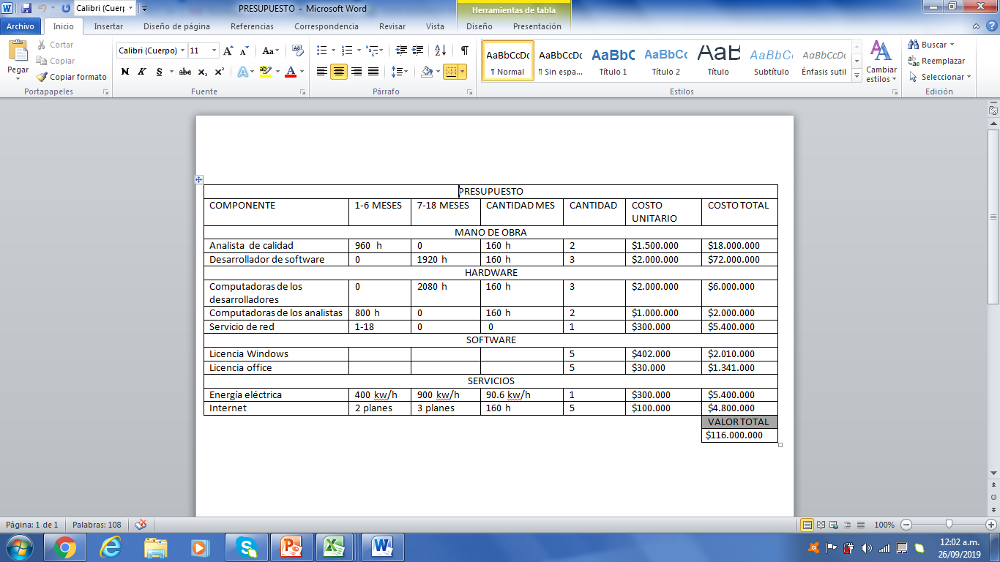 Calibri (Cuerp
PRESUPUESTO - Microsoft Word
Herramientas de tabla
Archivo Inicio Insertar Diseño de página Referencias Correspondencia Revisar Vista Diseño Presentación
Pegar
Cortar
Copiar
Copiar formato
Portapapeles
Calibri (Cuerpo) 11
Fuente
Párrafo
AaBbCcDc AaBbCcDc AaBbC AaBbCc AaB AaBbC AaBbCcDc
¶ Normal ¶ Sin espa... Título 1 Título 2 Título Subtítulo Énfasis sutil
Estilos
Cambiar
estilos
Buscar
Reemplazar
Seleccionar
Edición
PRESUPUESTO
COMPONENTE 1-6 MESES 7-18 MESES CANTIDAD MES CANTIDAD COSTO UNITARIO COSTO TOTAL
MANO DE OBRA
Analista de calidad 960 h 0 160 h 2 $1.500.000 $18.000.000
Desarrollador de software 0 1920 h 160 h 3 $2.000.000 $72.000.000
HARDWARE
Computadoras de los desarrolladores 0 2080 h 160 h 3 $2.000.000 $6.000.000
Computadoras de los analistas 800 h 0 160 h 2 $1.000.000 $2.000.000
Servicio de red 1-18 0 0 1 $300.000 $5.400.000
SOFTWARE
Licencia Windows 5 $402.000 $2.010.000
Licencia office 5 $30.000 $1.341.000
SERVICIOS
Energía eléctrica 400 kw/h 900 kw/h 90.6 kw/h 1 $300.000 $5.400.000
Internet 2 planes 3 planes 160 h 5 $100.000 $4.800.000
VALOR TOTAL
$116.000.000
Página: 1 de 1 Palabras: 108 100%
12:02 a.m.
26/09/2019